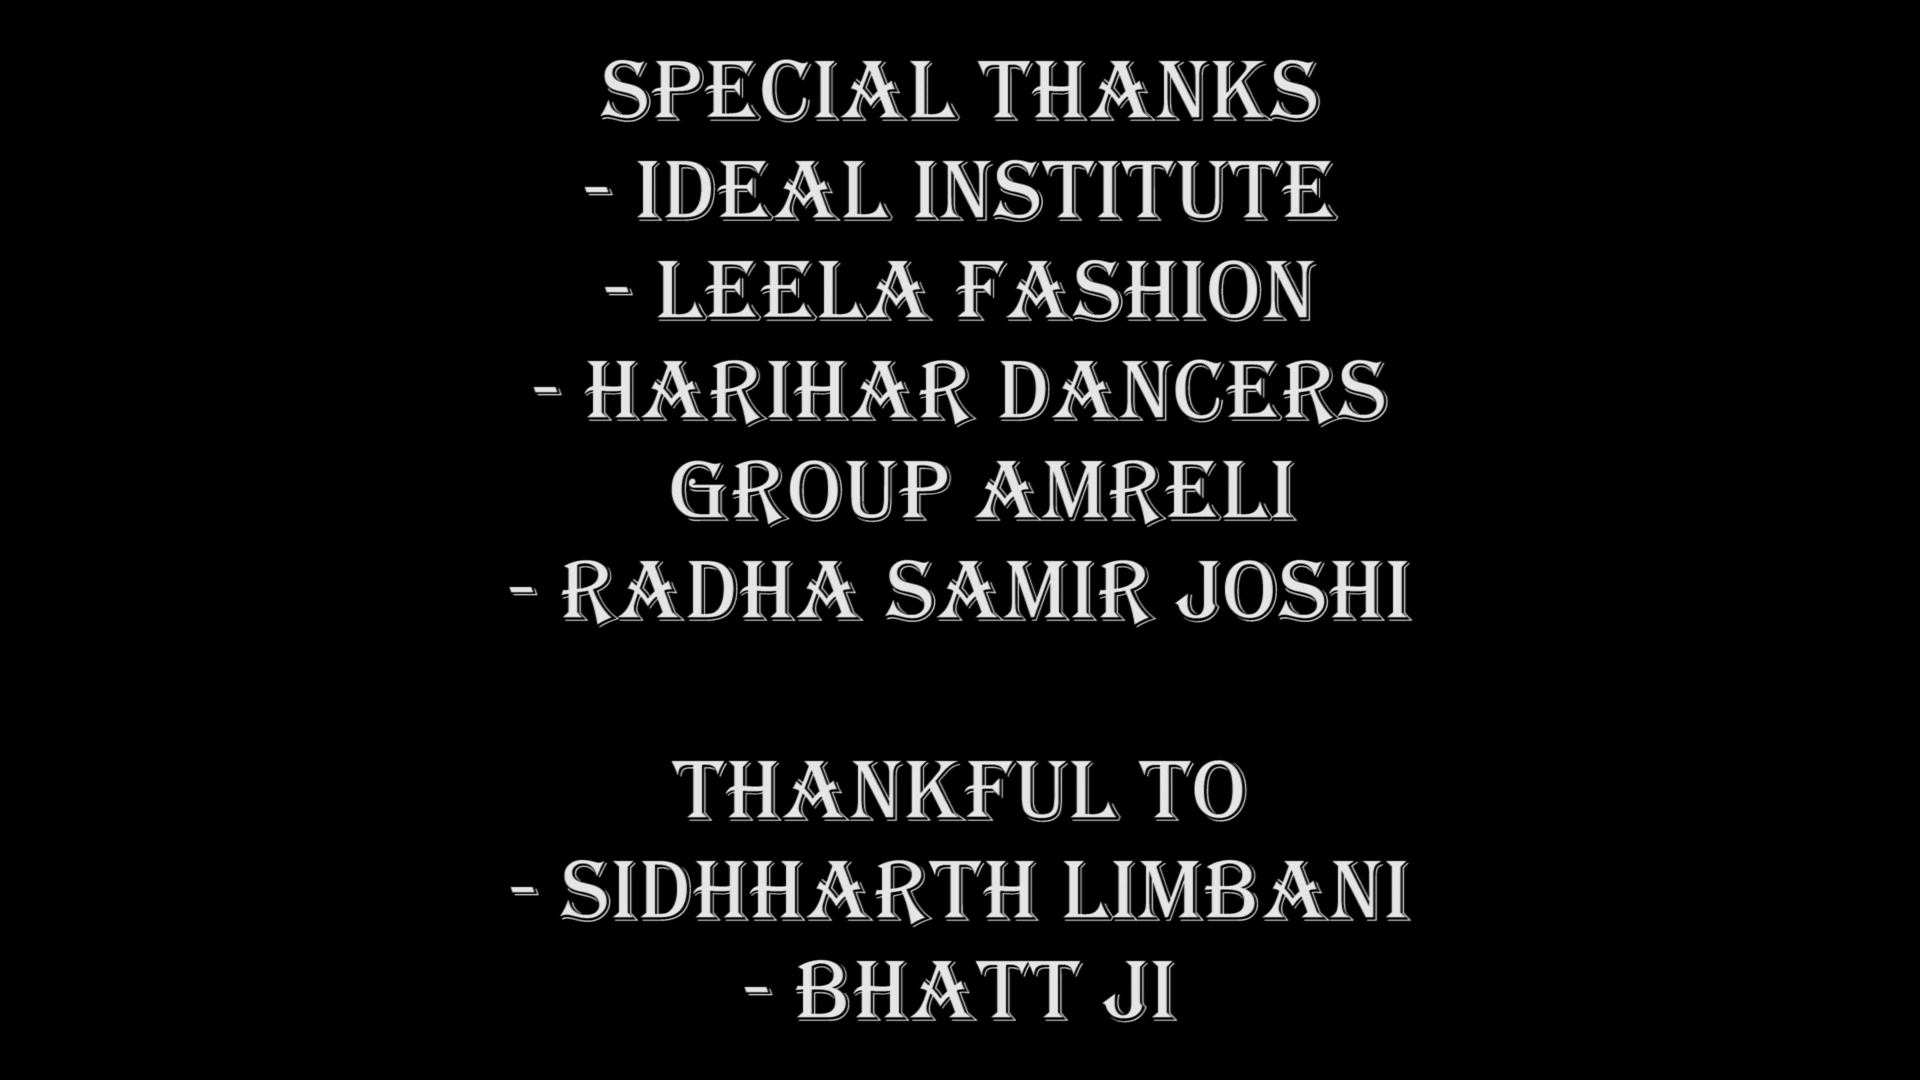 SPECIAL THANKS
- IDEAL INSTITUTE
- LEELA FASHION
- HARIHAR DANCERS
GROUP AMRELI
- RADHA SAMIR JOSHI
THANKFUL TO
- SIDHHARTH LIMBANI
- BHATT JI